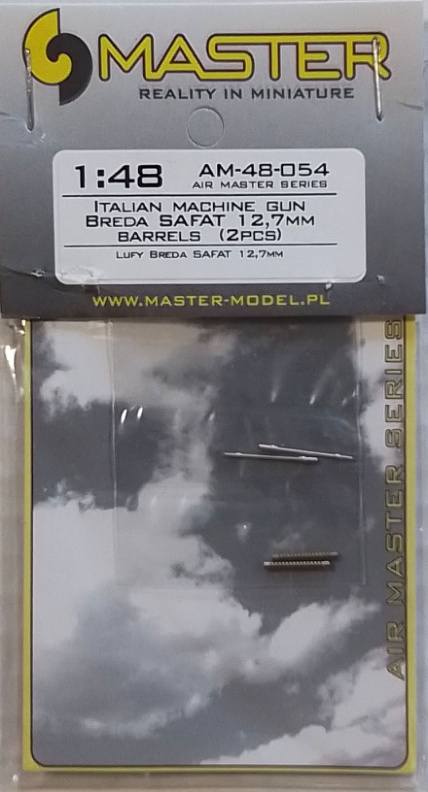 MASTER
REALITY IN MINIATURE
1:48 AM-48-054
AIR MASTER SERIES
ITALIAN MACHINE GUN
BREDA SAFAT 12,7MM
BARRELS (2PCS)
LUFY BREDA SAFAT 12,7MM
WWW.MASTER-MODEL.PL
AIR MASTER SERIES